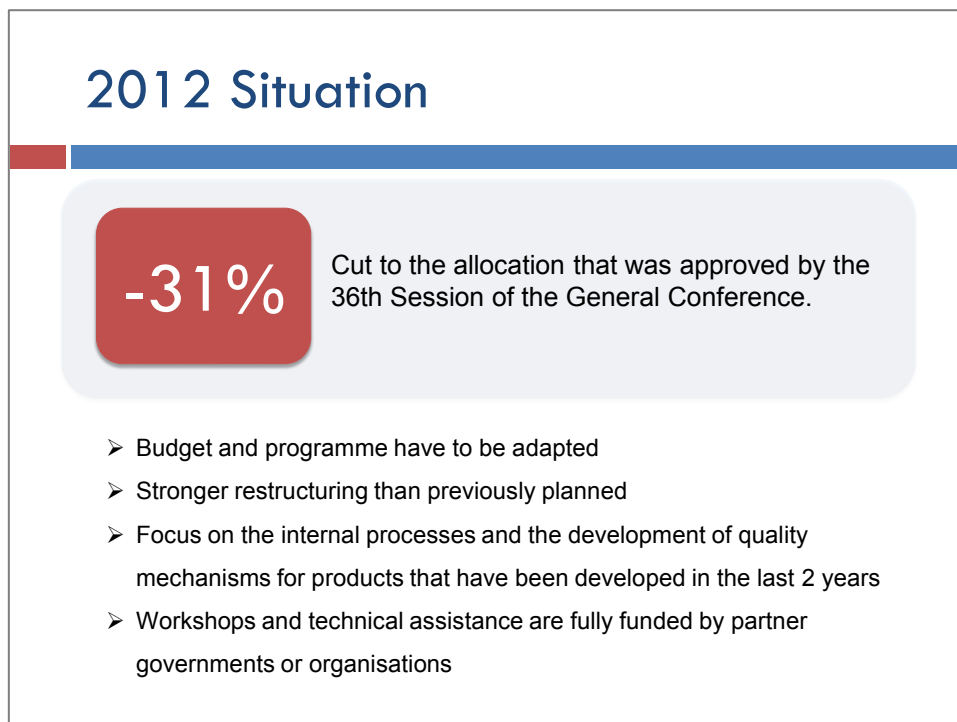 2012 Situation
-31%
Cut to the allocation that was approved by the
36th Session of the General Conference.
➢ Budget and programme have to be adapted
➢ Stronger restructuring than previously planned
➢ Focus on the internal processes and the development of quality
mechanisms for products that have been developed in the last 2 years
➢ Workshops and technical assistance are fully funded by partner
governments or organisations